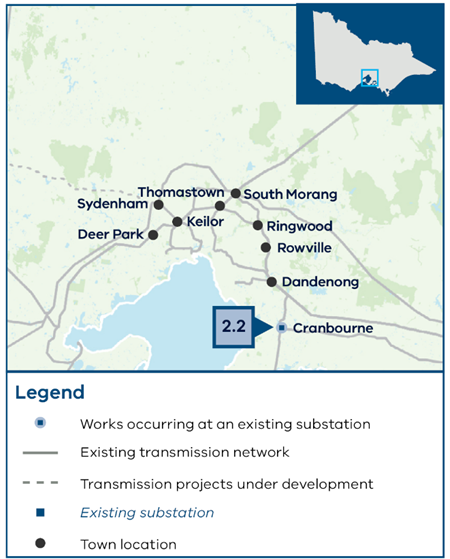 Thomastown
South Morang
Sydenham
Keilor
Ringwood
Deer Park
Rowville
Dandenong
2.2
Cranbourne
Legend
Works occurring at an existing substation
Existing transmission network
Transmission projects under development
Existing substation
Town location